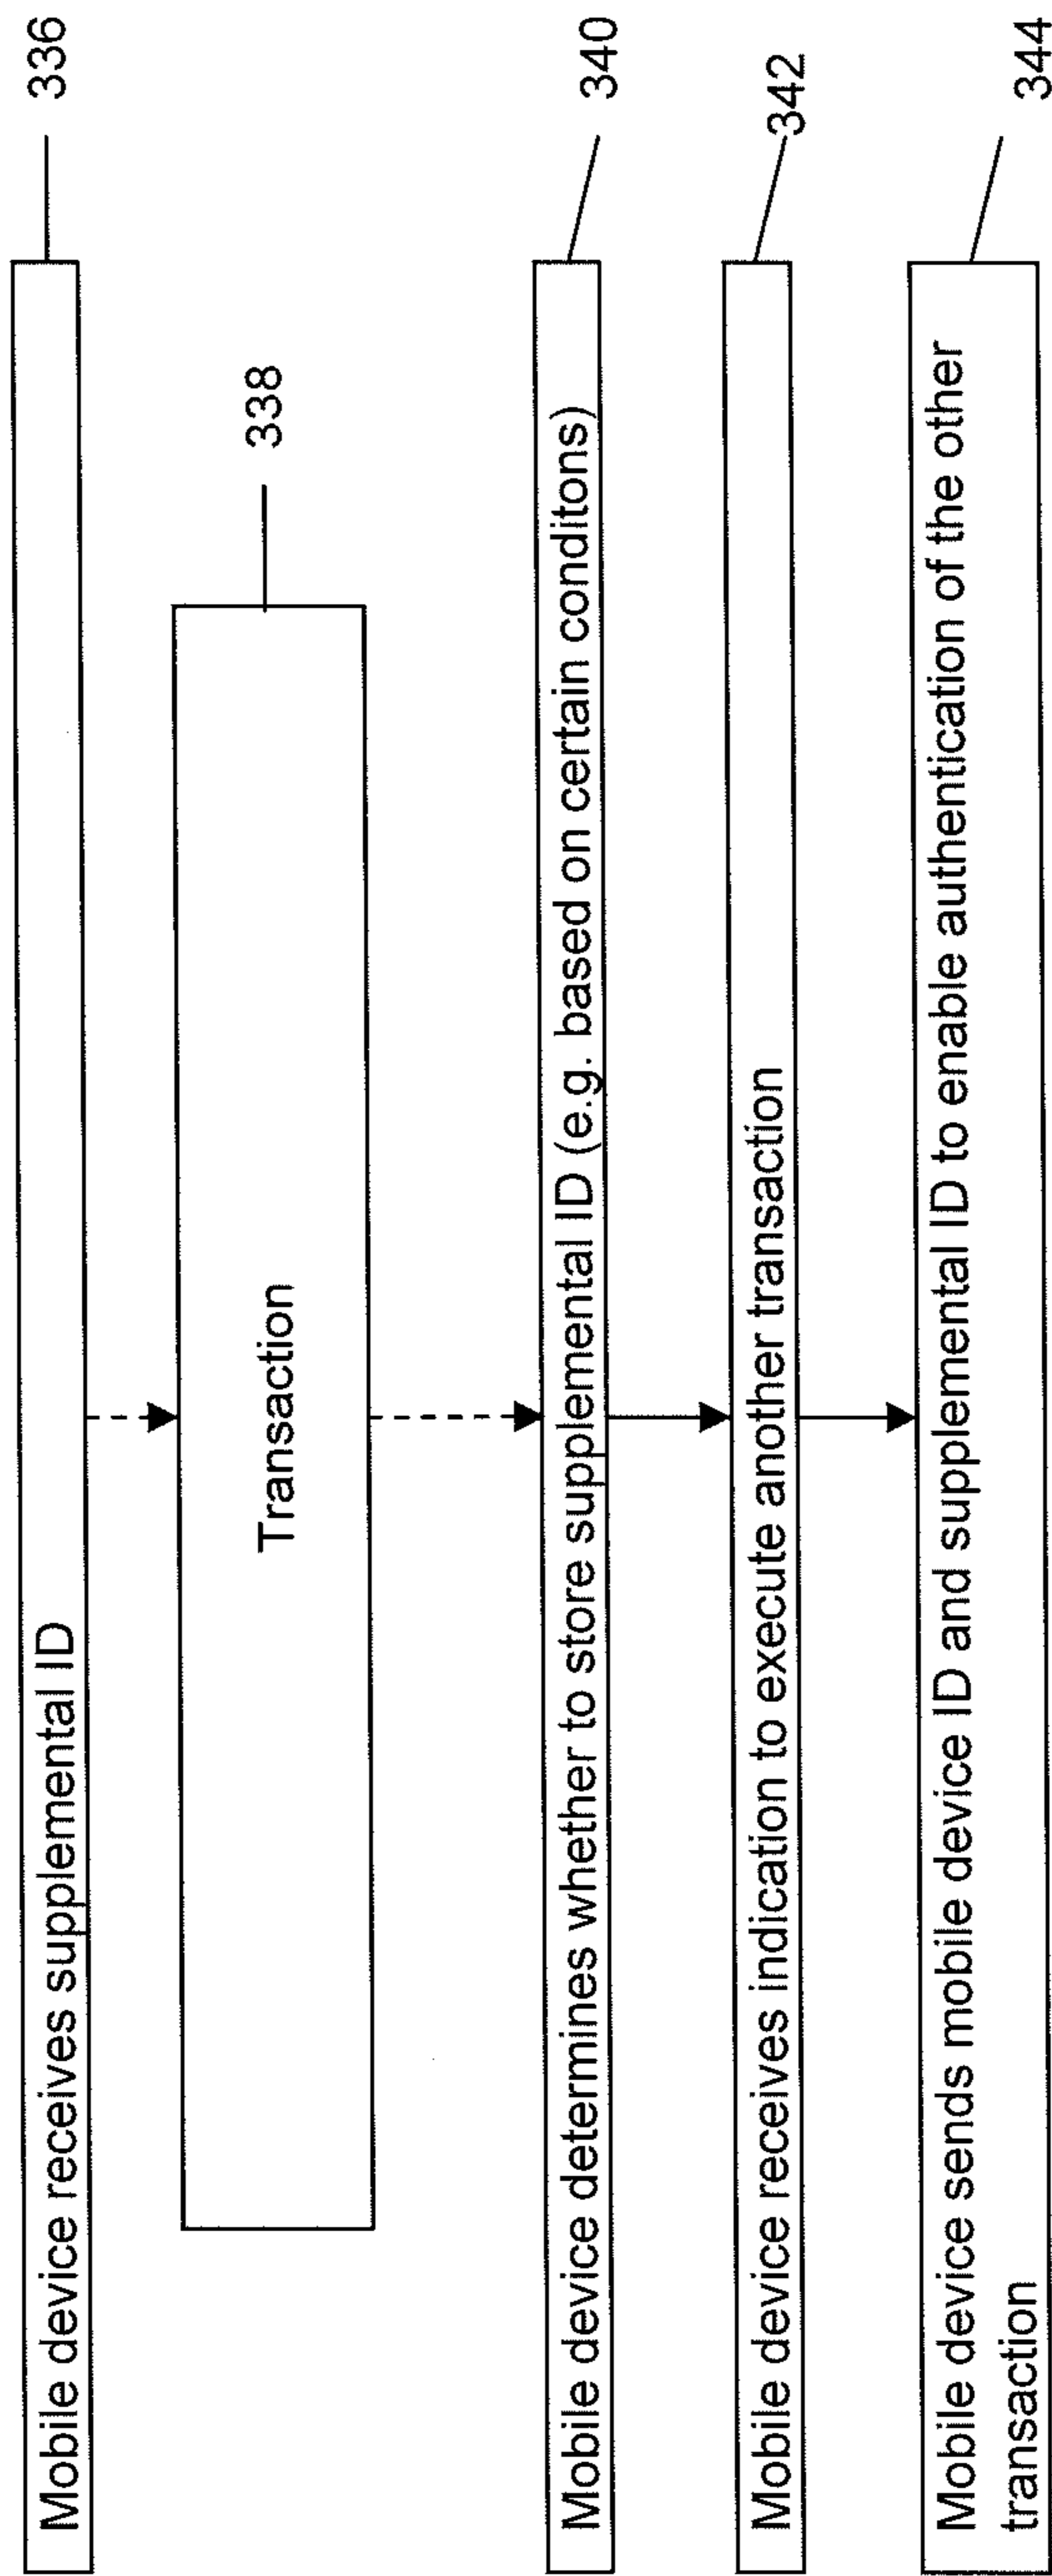 Mobile device receives supplemental ID
336
Transaction
338
Mobile device determines whether to store supplemental ID (e.g. based on certain conditons)
340
Mobile device receives indication to execute another transaction
342
Mobile device sends mobile device ID and supplemental ID to enable authentication of the other
transaction
344